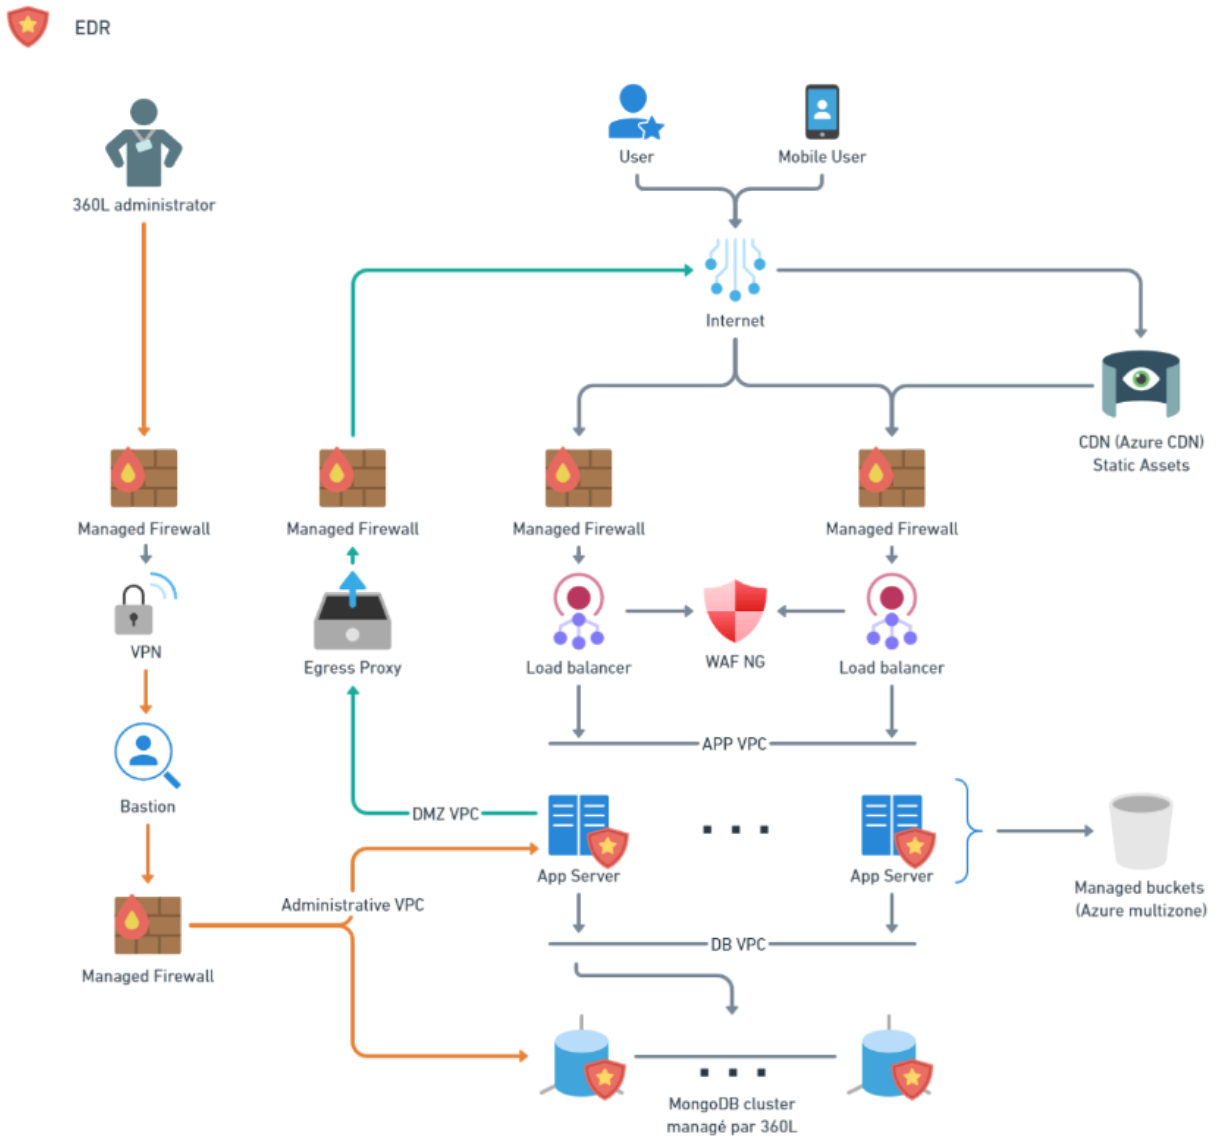 EDR
User
Mobile User
360L administrator
Internet
CDN (Azure CDN)
Static Assets
Managed Firewall
Managed Firewall
Managed Firewall
Managed Firewall
VPN
Egress Proxy
Load balancer
WAF NG
Load balancer
APP VPC
Bastion
DMZ VPC
App Server
App Server
Managed buckets
(Azure multizone)
Administrative VPC
DB VPC
Managed Firewall
MongoDB cluster
managé par 360L